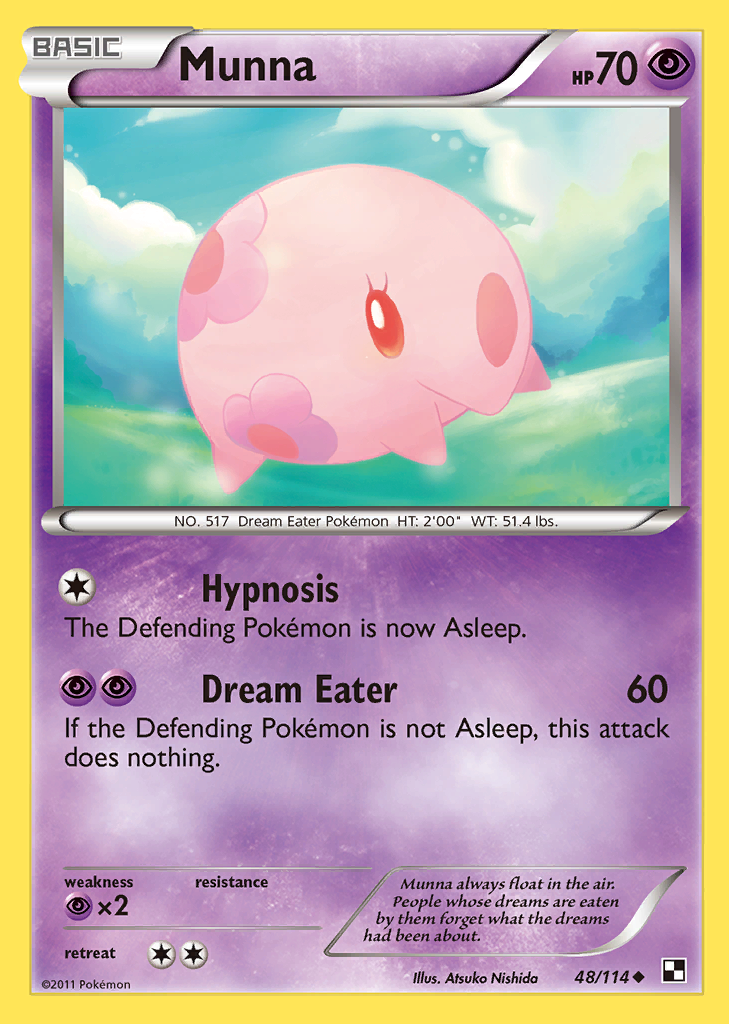 BASIC
Munna
HP 70
NO. 517 Dream Eater Pokémon HT: 2'00" WT: 51.4 lbs.
Hypnosis
The Defending Pokémon is now Asleep.
Dream Eater 60
If the Defending Pokémon is not Asleep, this attack
does nothing.
weakness resistance
×2
Munna always float in the air.
People whose dreams are eaten
by them forget what the dreams
had been about.
retreat
©2011 Pokémon
Illus. Atsuko Nishida 48/114